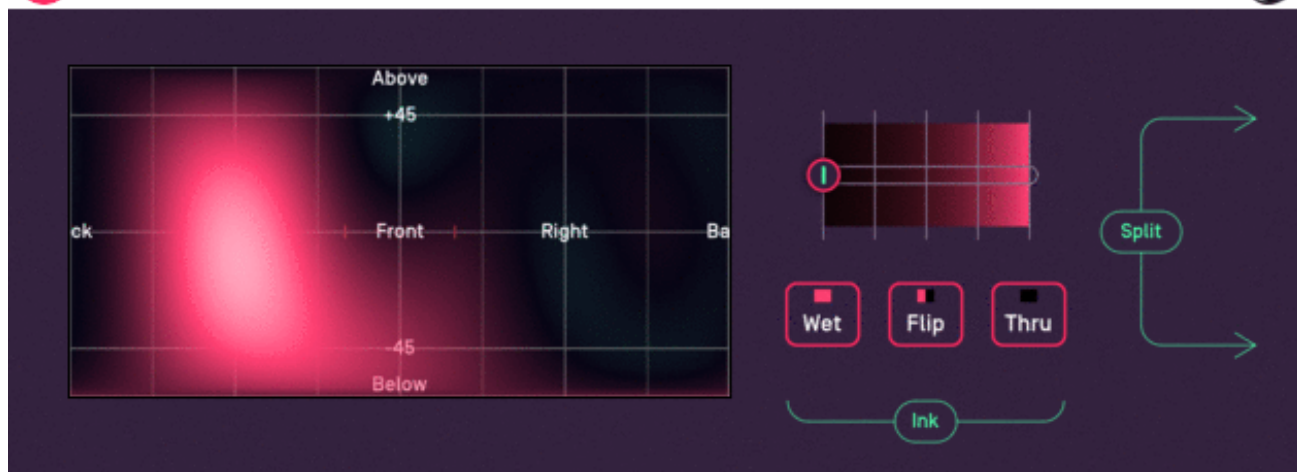 Above
+45
ck Front Right Ba
-45
Below
Wet Flip Thru
Ink
Split